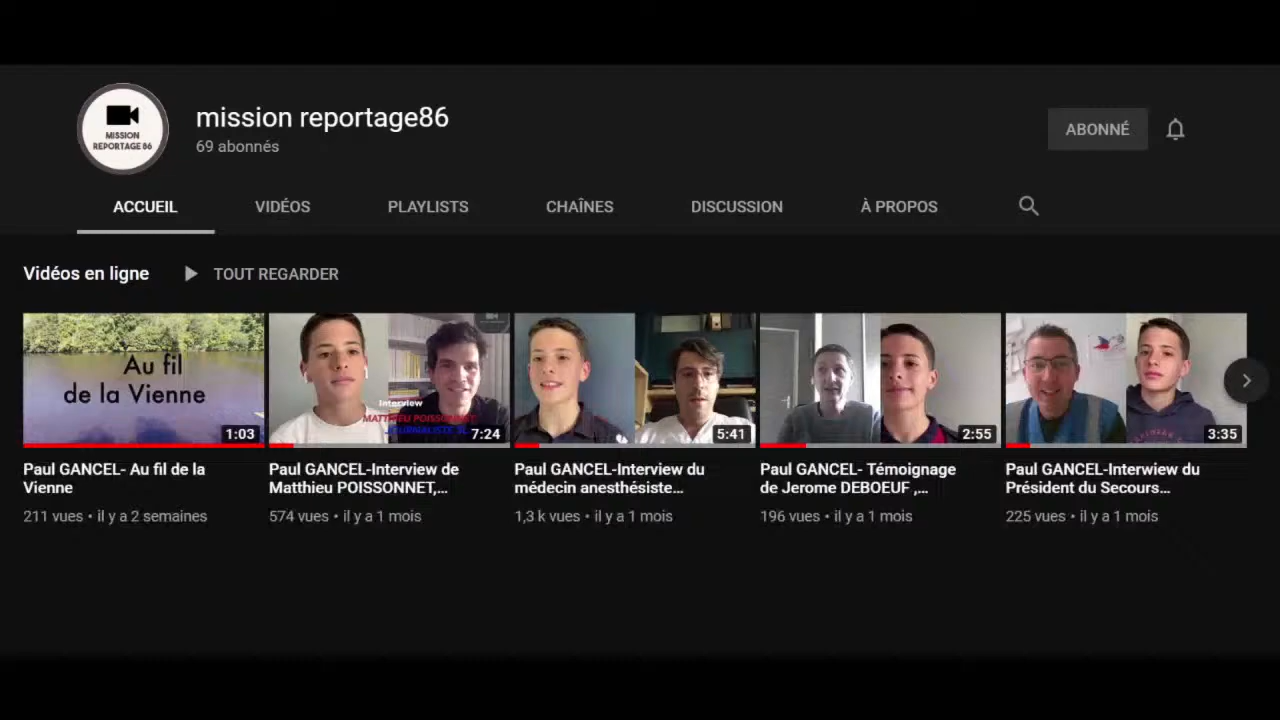 mission reportage86
69 abonnés
MISSION
REPORTAGE 86
ABONNÉ
ACCUEIL
VIDÉOS
PLAYLISTS
CHAÎNES
DISCUSSION
À PROPOS
Vidéos en ligne
TOUT REGARDER
Au fil
de la Vienne
1:03
Interview
MATTHIEU POISSONNET
7:24
5:41
2:55
3:35
Paul GANCEL- Au fil de la
Vienne
211 vues • il y a 2 semaines
Paul GANCEL-Interview de
Matthieu POISSONNET,...
574 vues • il y a 1 mois
Paul GANCEL-Interview du
médecin anesthésiste...
1,3 k vues • il y a 1 mois
Paul GANCEL- Témoignage
de Jerome DEBOEUF ,...
196 vues • il y a 1 mois
Paul GANCEL-Interwiew du
Président du Secours...
225 vues • il y a 1 mois